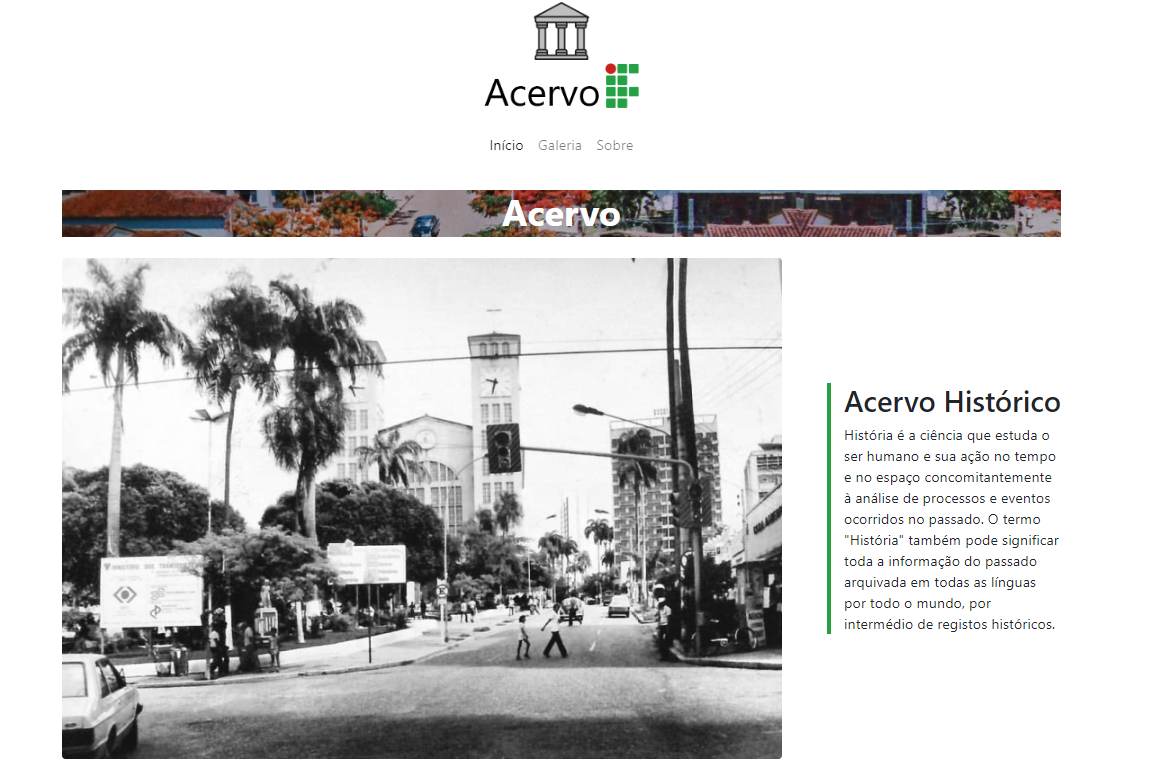 Acervo
Início Galeria Sobre
Acervo
MINISTÉRIO DOS TRANSPORTES
Acervo Histórico
História é a ciência que estuda o
ser humano e sua ação no tempo
e no espaço concomitantemente
à análise de processos e eventos
ocorridos no passado. O termo
"História" também pode significar
toda a informação do passado
arquivada em todas as línguas
por todo o mundo, por
intermédio de registos históricos.